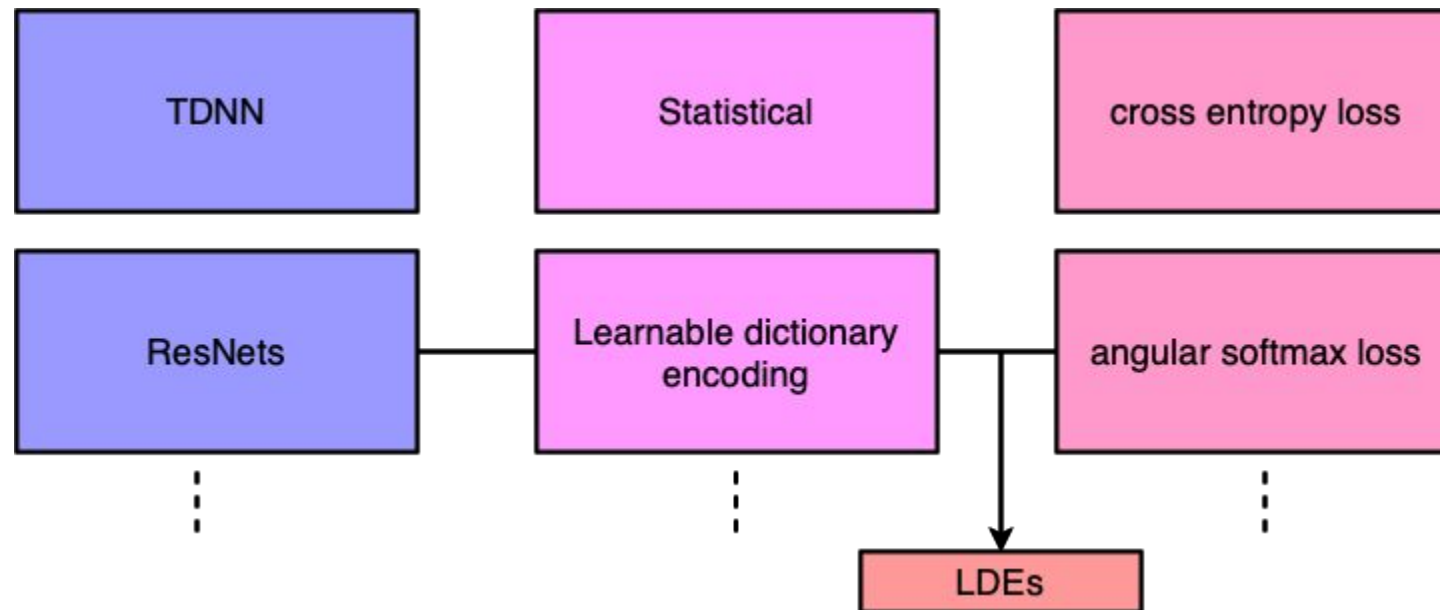 TDNN
Statistical
cross entropy loss
ResNets
Learnable dictionary
encoding
angular softmax loss
LDEs